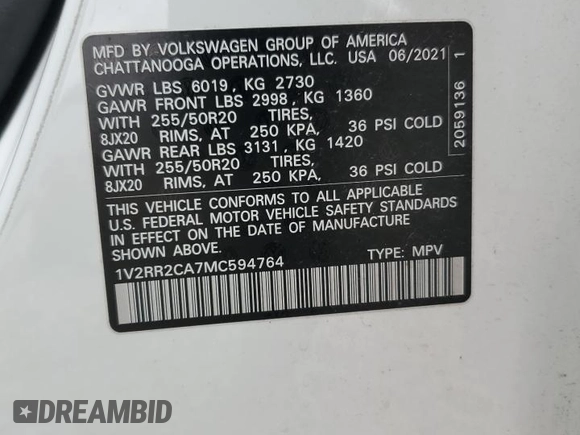 MFD BY VOLKSWAGEN GROUP OF AMERICA
CHATTANOOGA OPERATIONS, LLC. USA 06/2021
GVWR LBS 6019 , KG 2730
GAWR FRONT LBS 2998 , KG 1360
WITH 255/50R20 TIRES,
8JX20 RIMS, AT 250 KPA, 36 PSI COLD
GAWR REAR LBS 3131 , KG 1420
WITH 255/50R20 TIRES,
8JX20 RIMS, AT 250 KPA, 36 PSI COLD
THIS VEHICLE CONFORMS TO ALL APPLICABLE
U.S. FEDERAL MOTOR VEHICLE SAFETY STANDARDS
IN EFFECT ON THE DATE OF MANUFACTURE
SHOWN ABOVE.
1V2RR2CA7MC594764 TYPE: MPV
2059136 1
DREAMBID